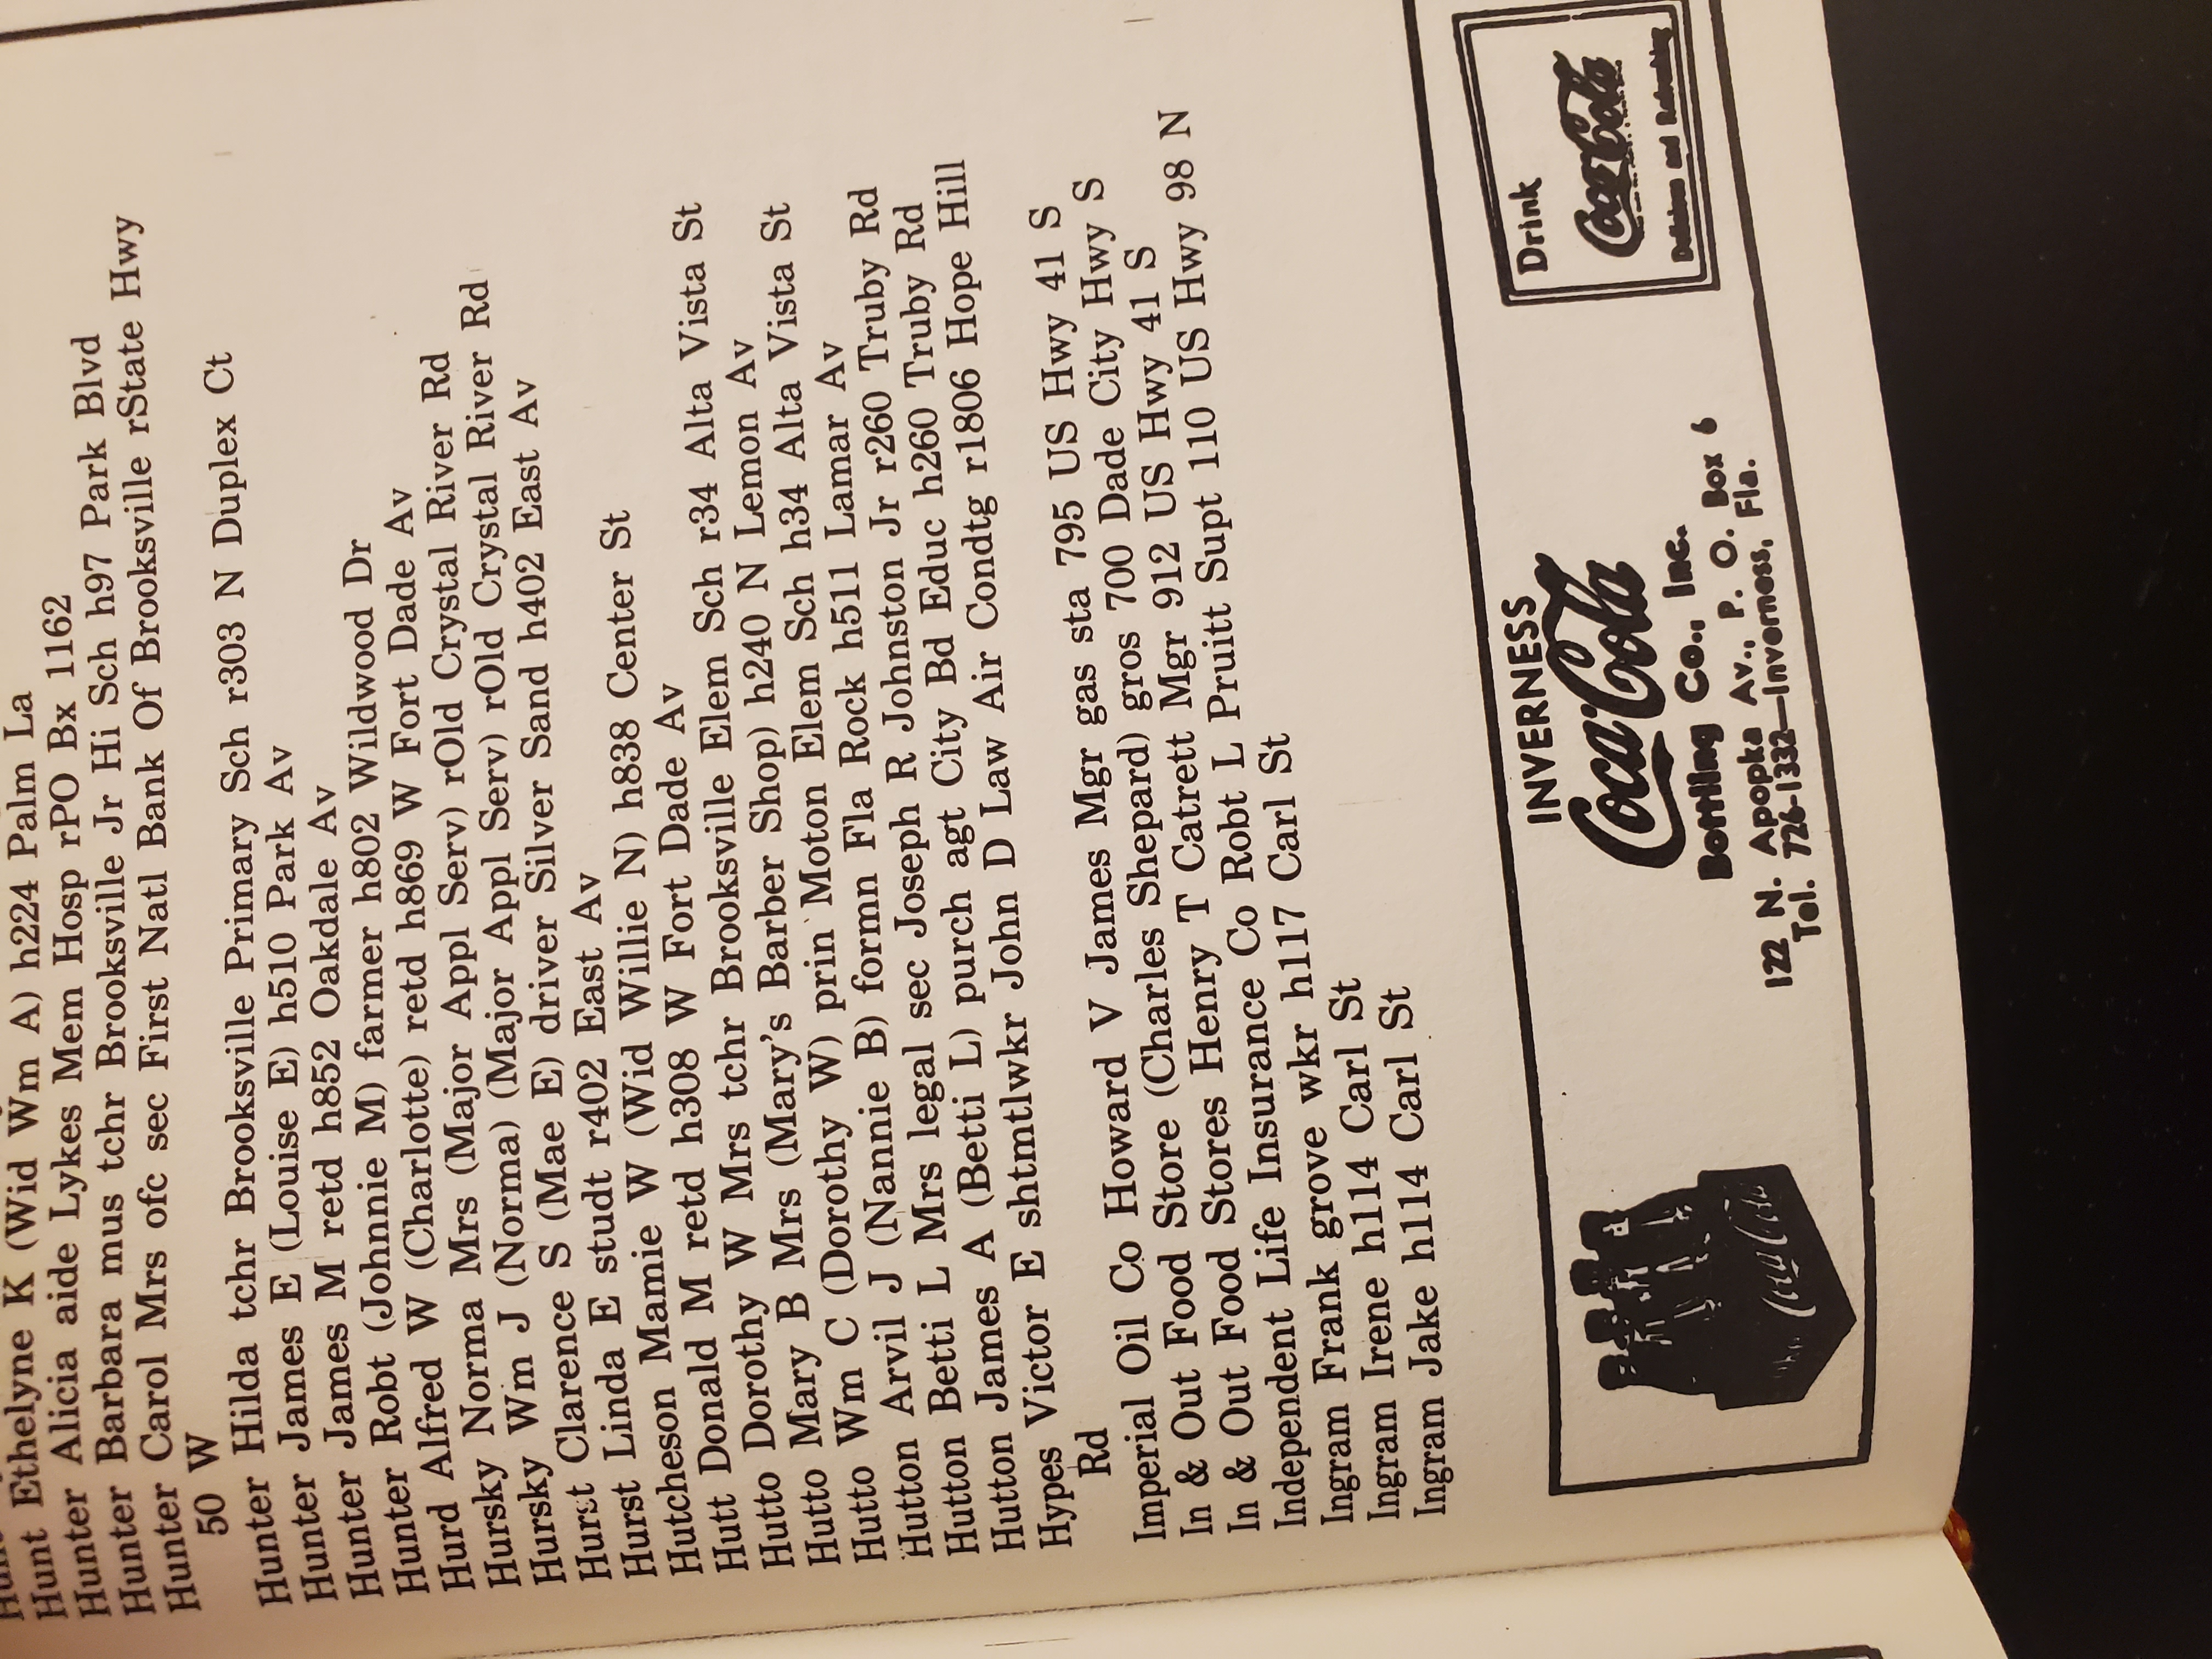 Hunt Ethelyne K (Wid Wm A) h224 Palm La
Hunter Alicia aide Lykes Mem Hosp rPO Bx 1162
Hunter Barbara mus tchr Brooksville Jr Hi Sch h97 Park Blvd
Hunter Carol Mrs ofc sec First Natl Bank Of Brooksville rState Hwy
50 W
Hunter Hilda tchr Brooksville Primary Sch r303 N Duplex Ct
Hunter James E (Louise E) h510 Park Av
Hunter James M retd h852 Oakdale Av
Hunter Robt (Johnnie M) farmer h802 Wildwood Dr
Hurd Alfred W (Charlotte) retd h869 W Fort Dade Av
Hursky Norma Mrs (Major Appl Serv) rOld Crystal River Rd
Hursky Wm J (Norma) (Major Appl Serv) rOld Crystal River Rd
Hurst Clarence S (Mae E) driver Silver Sand h402 East Av
Hurst Linda E studt r402 East Av
Hutcheson Mamie W (Wid Willie N) h838 Center St
Hutt Donald M retd h308 W Fort Dade Av
Hutto Dorothy W Mrs tchr Brooksville Elem Sch r34 Alta Vista St
Hutto Mary B Mrs (Mary's Barber Shop) h240 N Lemon Av
Hutto Wm C (Dorothy W) prin Moton Elem Sch h34 Alta Vista St
Hutton Arvil J (Nannie B) formn Fla Rock h511 Lamar Av
Hutton Betti L Mrs legal sec Joseph R Johnston Jr r260 Truby Rd
Hutton James A (Betti L) purch agt City Bd Educ h260 Truby Rd
Hypes Victor E shtmtlwkr John D Law Air Condtg r1806 Hope Hill
Rd
Imperial Oil Co Howard V James Mgr gas sta 795 US Hwy 41 S
In & Out Food Store (Charles Shepard) gros 700 Dade City Hwy S
In & Out Food Stores Henry T Catrett Mgr 912 US Hwy 41 S
Independent Life Insurance Co Robt L Pruitt Supt 110 US Hwy 98 N
Ingram Frank grove wkr h117 Carl St
Ingram Irene h114 Carl St
Ingram Jake h114 Carl St
Coca-Cola
INVERNESS
Coca-Cola
Bottling Co., Inc.
122 N. Apopka Av., P. O. Box 6
Tel. 726-1332—Inverness, Fla.
Drink
Coca-Cola
Delicious and Refreshing